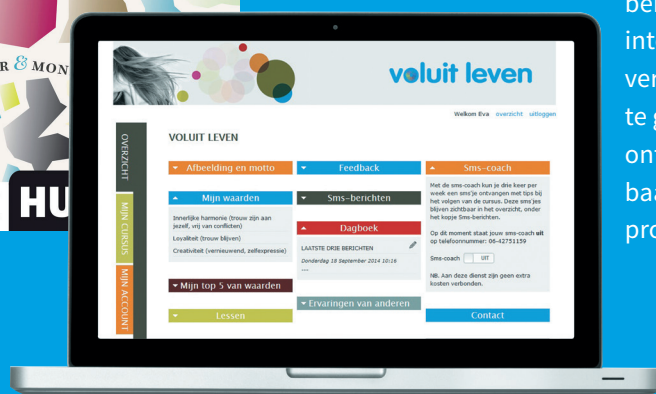 R & MON
HU
voluit leven
Welkom Eva overzicht uitloggen
OVERZICHT
MIJN CURSUS
MIJN ACCOUNT
VOLUIT LEVEN
Afbeelding en motto
Mijn waarden
Innerlijke harmonie (trouw zijn aan
jezelf, vrij van conflicten)
Loyaliteit (trouw blijven)
Creativiteit (vernieuwend, zelfexpressie)
Mijn top 5 van waarden
Lessen
Feedback
Sms-berichten
Dagboek
LAATSTE DRIE BERICHTEN
Donderdag 18 September 2014 10:16
----
Ervaringen van anderen
Sms-coach
Met de sms-coach kun je drie keer per
week een sms'je ontvangen met tips bij
het volgen van de cursus. Deze sms'jes
blijven zichtbaar in het overzicht, onder
het kopje Sms-berichten.
Op dit moment staat jouw sms-coach uit
op telefoonnummer: 06-42751159
Sms-coach UIT
NB. Aan deze dienst zijn geen extra
kosten verbonden.
Contact
int
ver
te g
ont
baa
pro